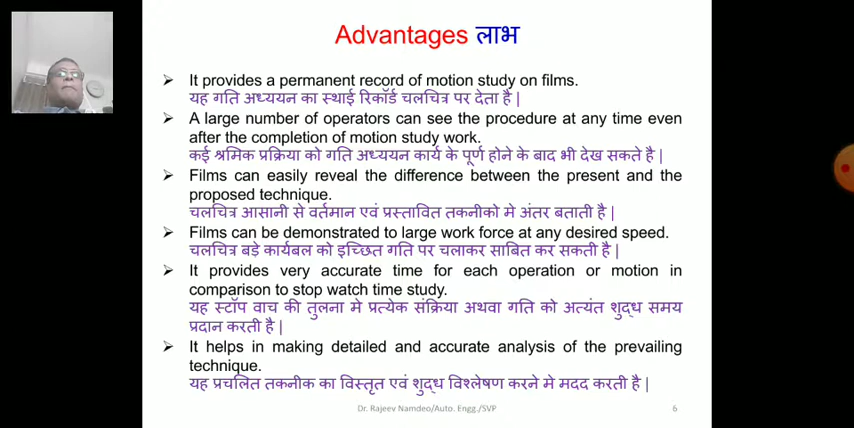 Advantages लाभ
➢ It provides a permanent record of motion study on films.
यह गति अध्ययन का स्थाई रिकॉर्ड चलचित्र पर देता है |
➢ A large number of operators can see the procedure at any time even
after the completion of motion study work.
कई श्रमिक प्रक्रिया को गति अध्ययन कार्य के पूर्ण होने के बाद भी देख सकते है |
➢ Films can easily reveal the difference between the present and the
proposed technique.
चलचित्र आसानी से वर्तमान एवं प्रस्तावित तकनीको मे अंतर बताती है |
➢ Films can be demonstrated to large work force at any desired speed.
चलचित्र बड़े कार्यबल को इच्छित गति पर चलाकर साबित कर सकती है |
➢ It provides very accurate time for each operation or motion in
comparison to stop watch time study.
यह स्टॉप वाच की तुलना मे प्रत्येक संक्रिया अथवा गति को अत्यंत शुद्ध समय
प्रदान करती है |
➢ It helps in making detailed and accurate analysis of the prevailing
technique.
यह प्रचलित तकनीक का विस्तृत एवं शुद्ध विश्लेषण करने मे मदद करती है |
Dr. Rajeev Namdeo/Auto. Engg./SVP
6